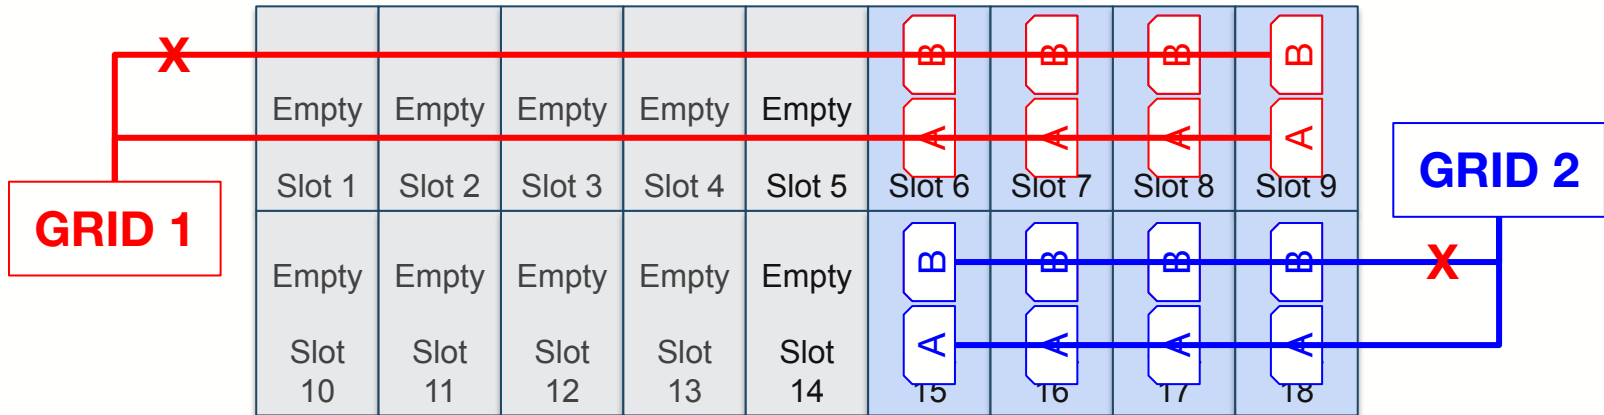 X
B B B B
Empty Empty Empty Empty Empty
A A A A
Slot 1 Slot 2 Slot 3 Slot 4 Slot 5 Slot 6 Slot 7 Slot 8 Slot 9
GRID 1
GRID 2
B B B B
X
Empty Empty Empty Empty Empty
A A A A
Slot Slot Slot Slot Slot
10 11 12 13 14 15 16 17 18